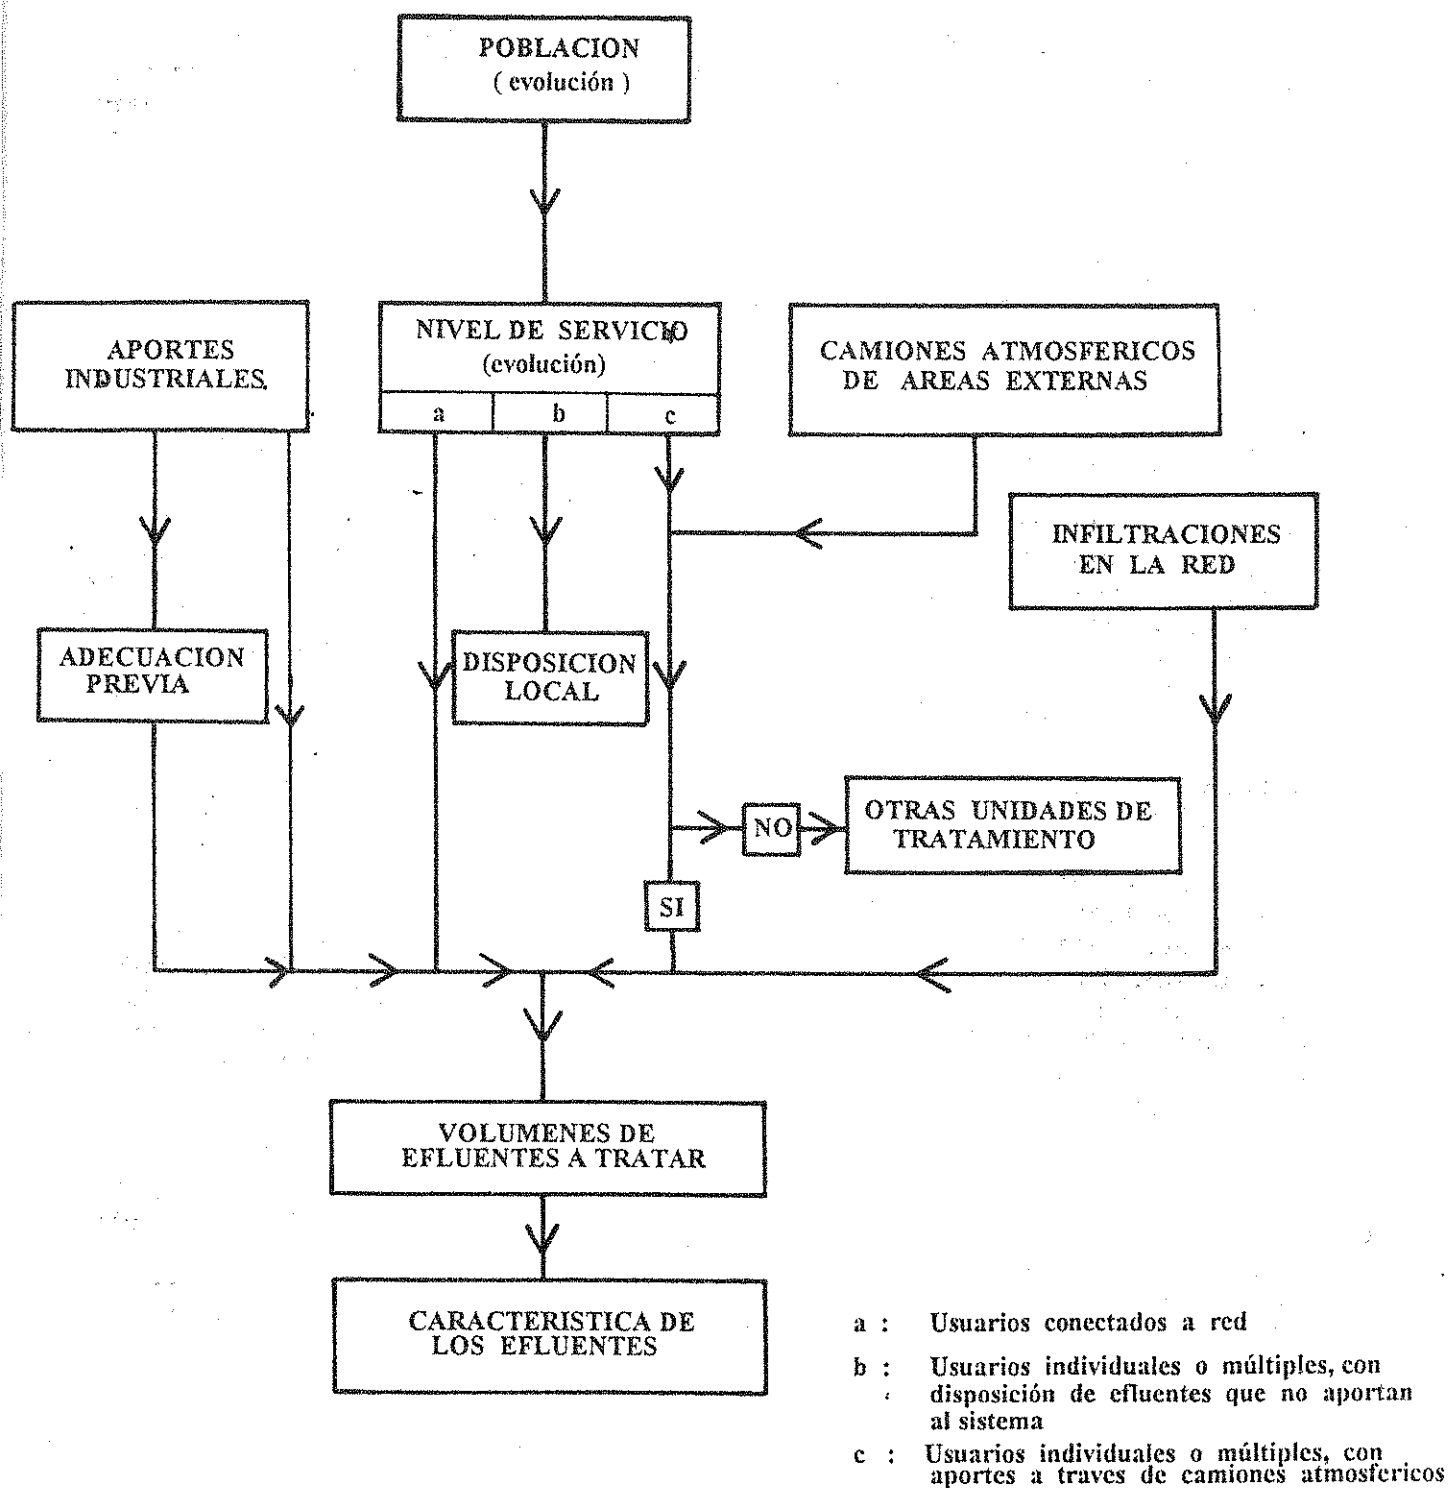 POBLACION
( evolución )
APORTES
INDUSTRIALES.
NIVEL DE SERVICIO
(evolución)
a
b
c
CAMIONES ATMOSFERICOS
DE AREAS EXTERNAS
INFILTRACIONES
EN LA RED
ADECUACION
PREVIA
DISPOSICION
LOCAL
NO
OTRAS UNIDADES DE
TRATAMIENTO
SI
VOLUMENES DE
EFLUENTES A TRATAR
CARACTERISTICA DE
LOS EFLUENTES
a : Usuarios conectados a red
b : Usuarios individuales o múltiples, con
disposición de efluentes que no aportan
al sistema
c : Usuarios individuales o múltiples, con
aportes a traves de camiones atmosfericos